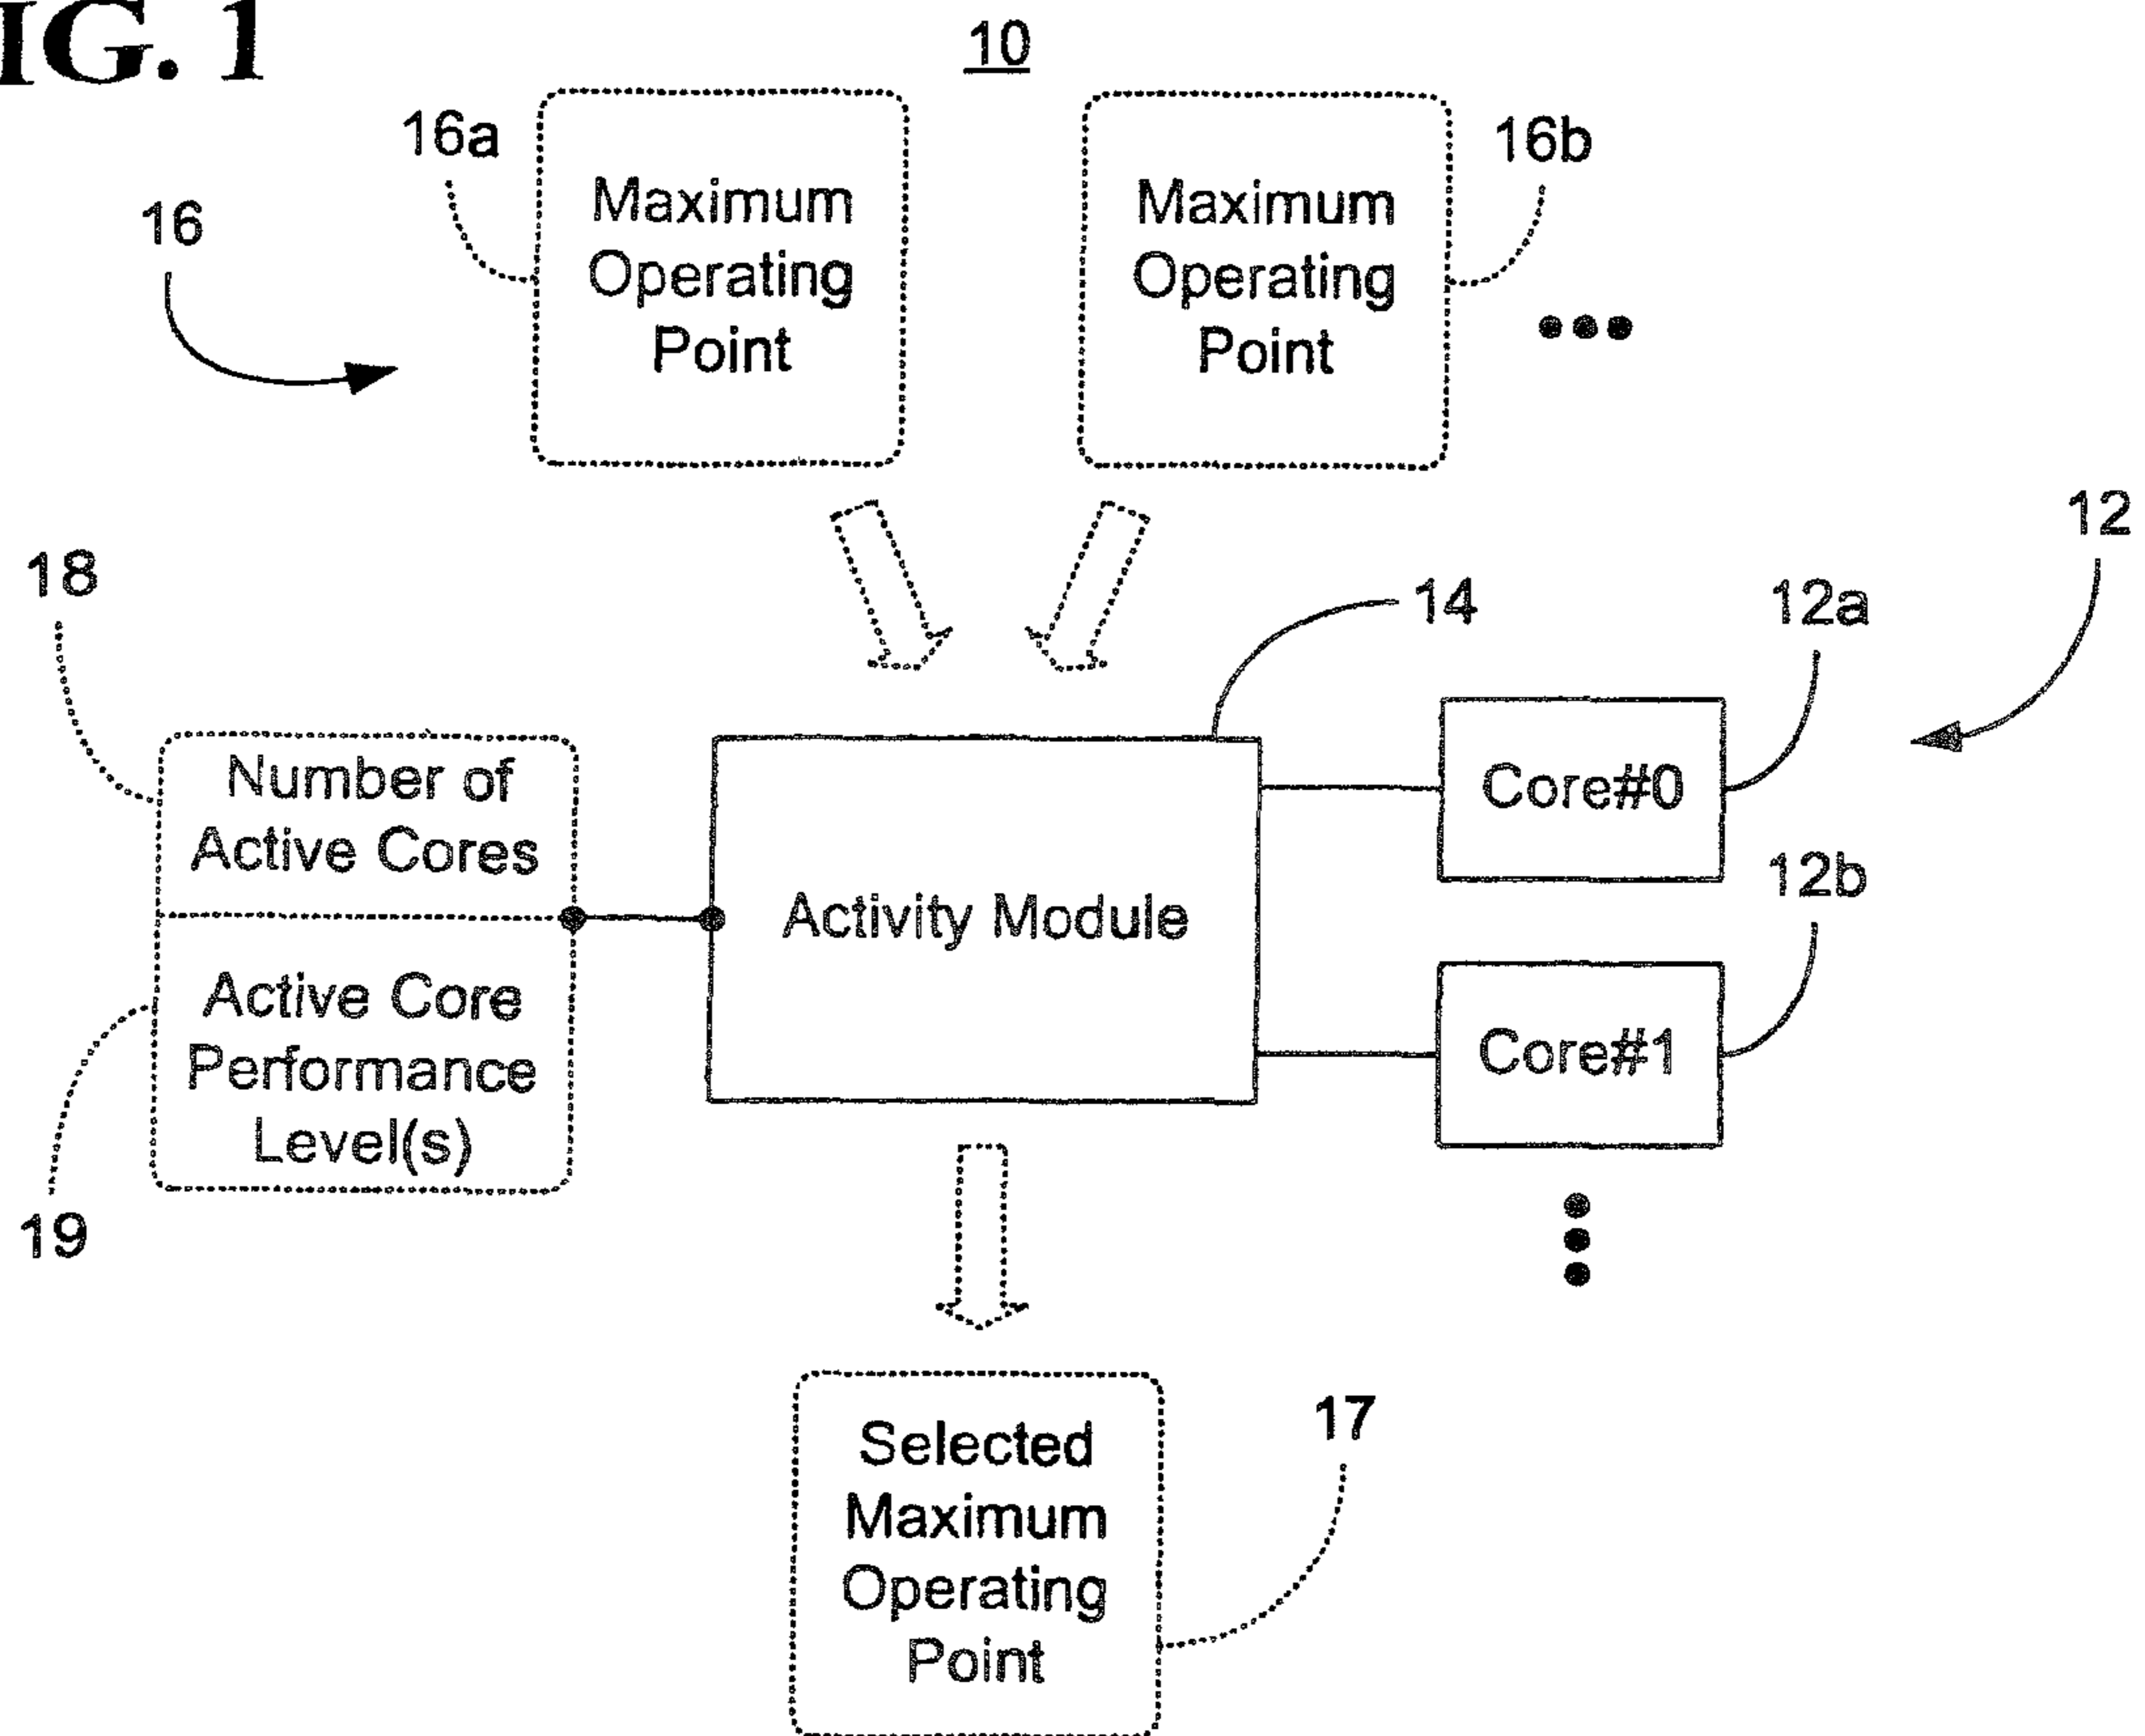 IG. 1
10
16a
Maximum
Operating
Point
16b
Maximum
Operating
Point
16
12
18
14
12a
Number of
Active Cores
Core#0
12b
Activity Module
Active Core
Performance
Level(s)
Core#1
19
Selected
Maximum
Operating
Point
17